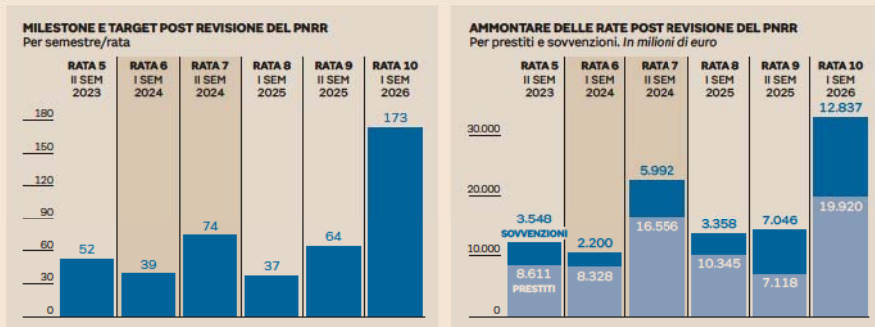 MILESTONE E TARGET POST REVISIONE DEL PNRR
Per semestre/rata
RATA 5 RATA 6 RATA 7 RATA 8 RATA 9 RATA 10
II SEM I SEM II SEM I SEM II SEM I SEM
2023 2024 2024 2025 2025 2026
180
150
120
90
60
30
0
52
39
74
37
64
173
AMMONTARE DELLE RATE POST REVISIONE DEL PNRR
Per prestiti e sovvenzioni. In milioni di euro
RATA 5 RATA 6 RATA 7 RATA 8 RATA 9 RATA 10
II SEM I SEM II SEM I SEM II SEM I SEM
2023 2024 2024 2025 2025 2026
30.000
20.000
10.000
0
3.548
SOVVENZIONI
8.611
PRESTITI
2.200
8.328
5.992
16.556
3.358
10.345
7.046
7.118
12.837
19.920